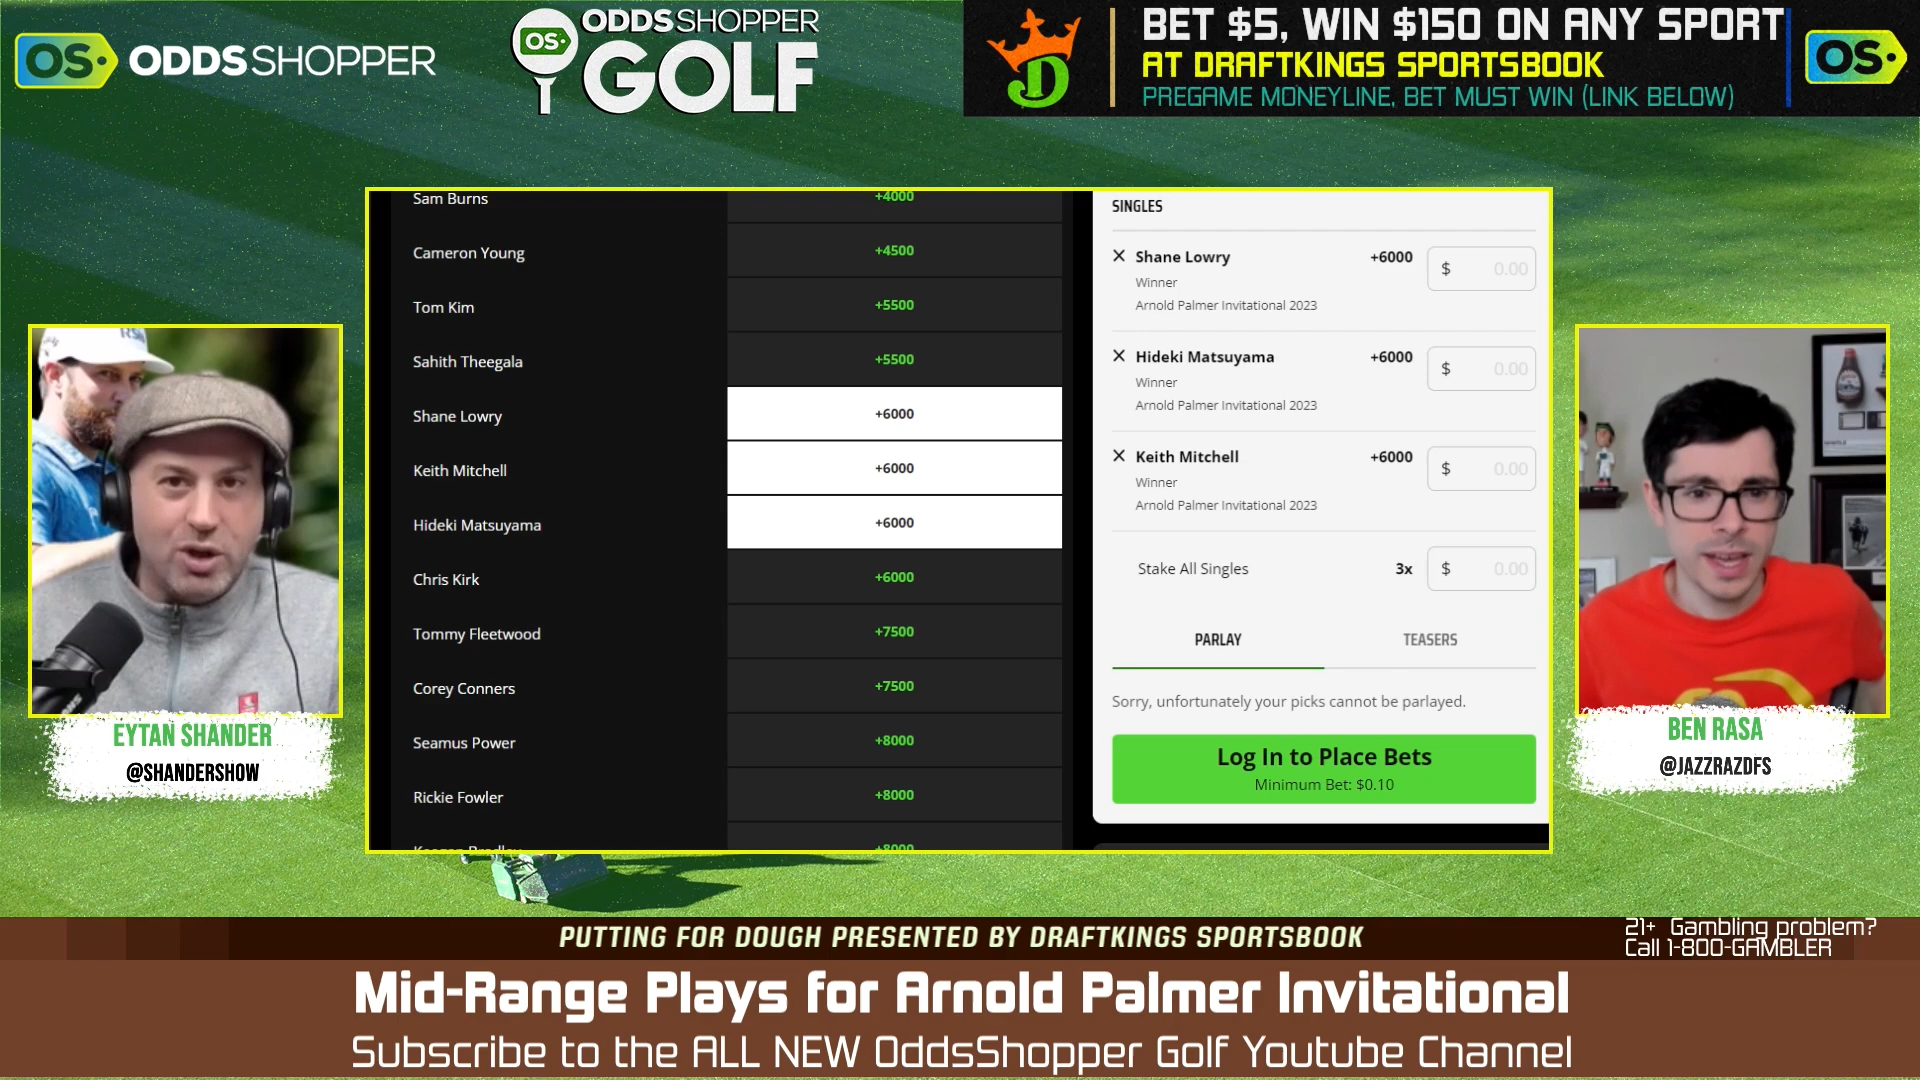 OS. ODDSSHOPPER
OS. ODDSSHOPPER
GOLF
BET $5, WIN $150 ON ANY SPORT
AT DRAFTKINGS SPORTSBOOK
PREGAME MONEYLINE, BET MUST WIN (LINK BELOW)
OS.
Sam Burns +4000
Cameron Young +4500
Tom Kim +5500
Sahith Theegala +5500
Shane Lowry +6000
Keith Mitchell +6000
Hideki Matsuyama +6000
Chris Kirk +6000
Tommy Fleetwood +7500
Corey Conners +7500
Seamus Power +8000
Rickie Fowler +8000
Keegan Bradley +8000
SINGLES
Shane Lowry +6000 $ 0.00
Winner
Arnold Palmer Invitational 2023
Hideki Matsuyama +6000 $ 0.00
Winner
Arnold Palmer Invitational 2023
Keith Mitchell +6000 $ 0.00
Winner
Arnold Palmer Invitational 2023
Stake All Singles 3x $ 0.00
PARLAY TEASERS
Sorry, unfortunately your picks cannot be parlayed.
Log In to Place Bets
Minimum Bet: $0.10
EYTAN SHANDER
@SHANDERSHOW
BEN RASA
@JAZZRAZDFS
PUTTING FOR DOUGH PRESENTED BY DRAFTKINGS SPORTSBOOK
21+ Gambling problem?
Call 1-800-GAMBLER
Mid-Range Plays for Arnold Palmer Invitational
Subscribe to the ALL NEW OddsShopper Golf Youtube Channel